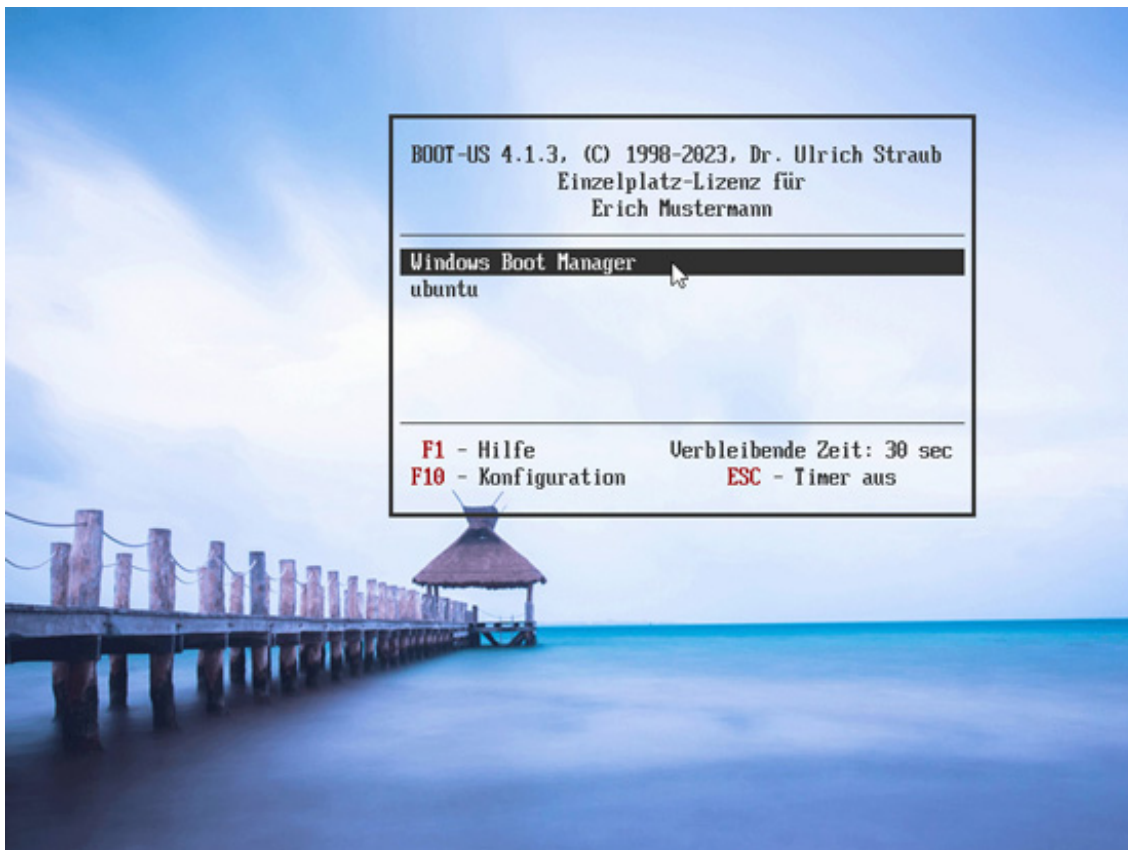 BOOT-US 4.1.3, (C) 1998-2023, Dr. Ulrich Straub
Einzelplatz-Lizenz für
Erich Mustermann
Windows Boot Manager
ubuntu
F1 - Hilfe Verbleibende Zeit: 30 sec
F10 - Konfiguration ESC - Timer aus